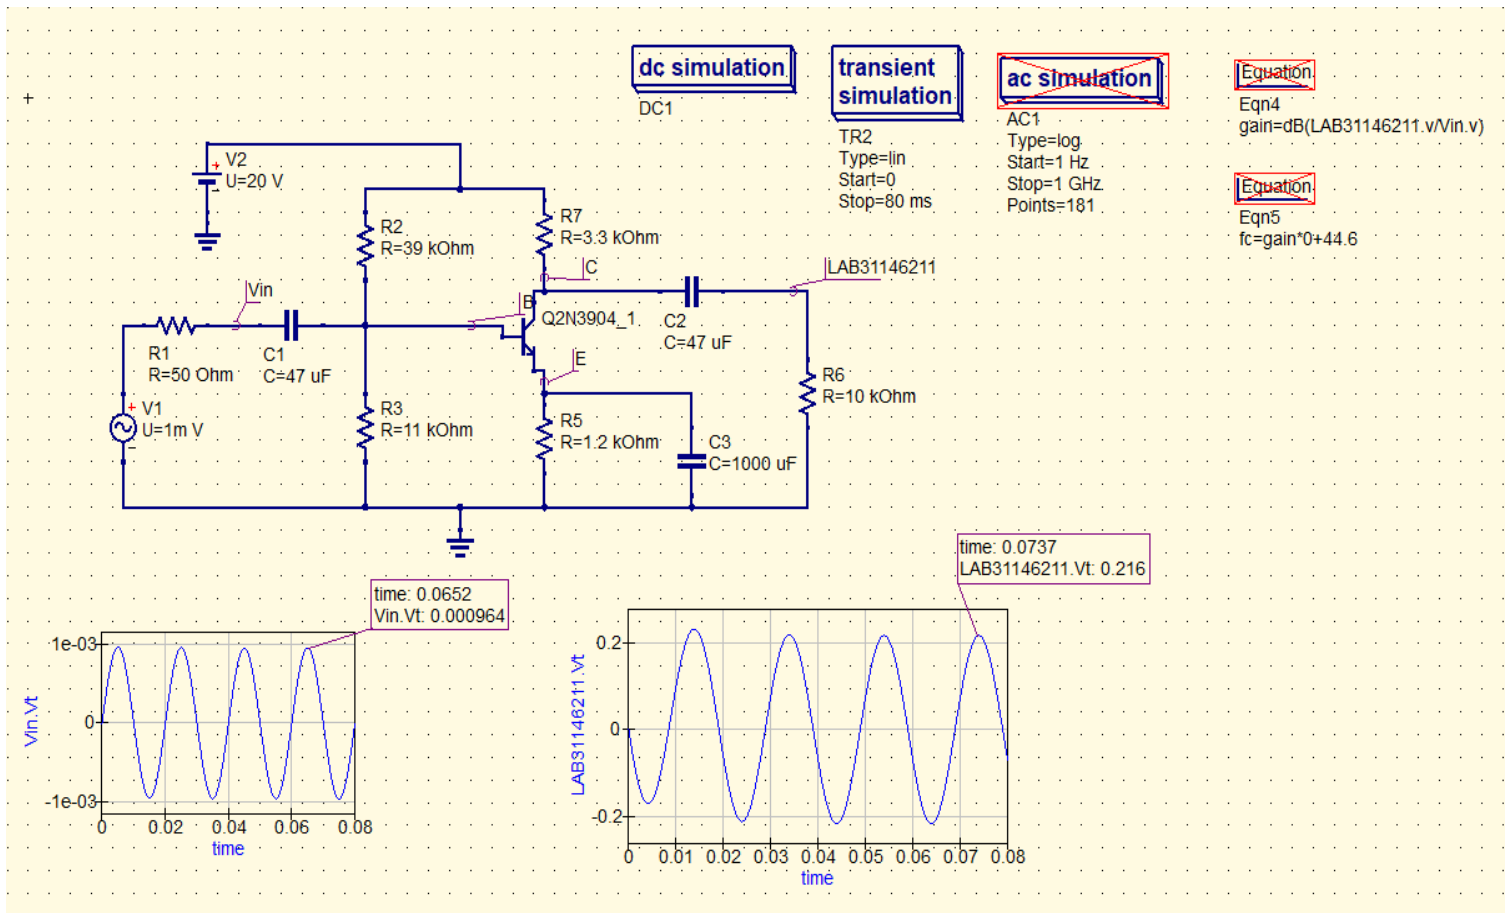 dc simulation
DC1
transient
simulation
TR2
Type=lin
Start=0
Stop=80 ms
ac simulation
AC1
Type=log
Start=1 Hz
Stop=1 GHz
Points=181
Equation
Eqn4
gain=dB(LAB31146211.v/Vin.v)
Equation
Eqn5
fc=gain*0+44.6
V2
U=20 V
R2
R=39 kOhm
R7
R=3.3 kOhm
C
LAB31146211
Vin
B
Q2N3904_1
C2
C=47 uF
R1
R=50 Ohm
C1
C=47 uF
E
R6
R=10 kOhm
V1
U=1m V
R3
R=11 kOhm
R5
R=1.2 kOhm
C3
C=1000 uF
time: 0.0652
Vin.Vt: 0.000964
time: 0.0737
LAB31146211.Vt: 0.216
1e-03
0
-1e-03
Vin.Vt
0 0.02 0.04 0.06 0.08
time
0.2
0
-0.2
LAB31146211.Vt
0 0.01 0.02 0.03 0.04 0.05 0.06 0.07 0.08
time